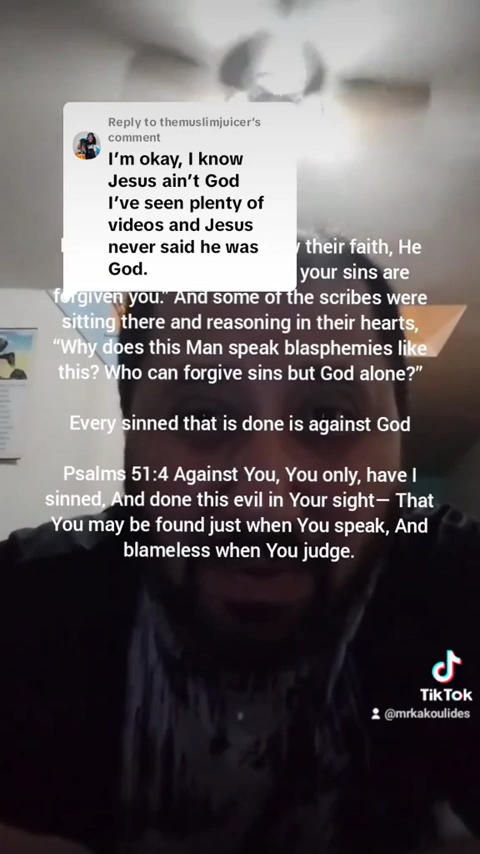 Reply to themuslimjuicer's
comment
I'm okay, I know
Jesus ain't God
I've seen plenty of
videos and Jesus
never said he was
God.
their faith, He
your sins are
forgiven you." And some of the scribes were
sitting there and reasoning in their hearts,
"Why does this Man speak blasphemies like
this? Who can forgive sins but God alone?"
Every sinned that is done is against God
Psalms 51:4 Against You, You only, have I
sinned, And done this evil in Your sight— That
You may be found just when You speak, And
blameless when You judge.
TikTok
@mrkakoulides